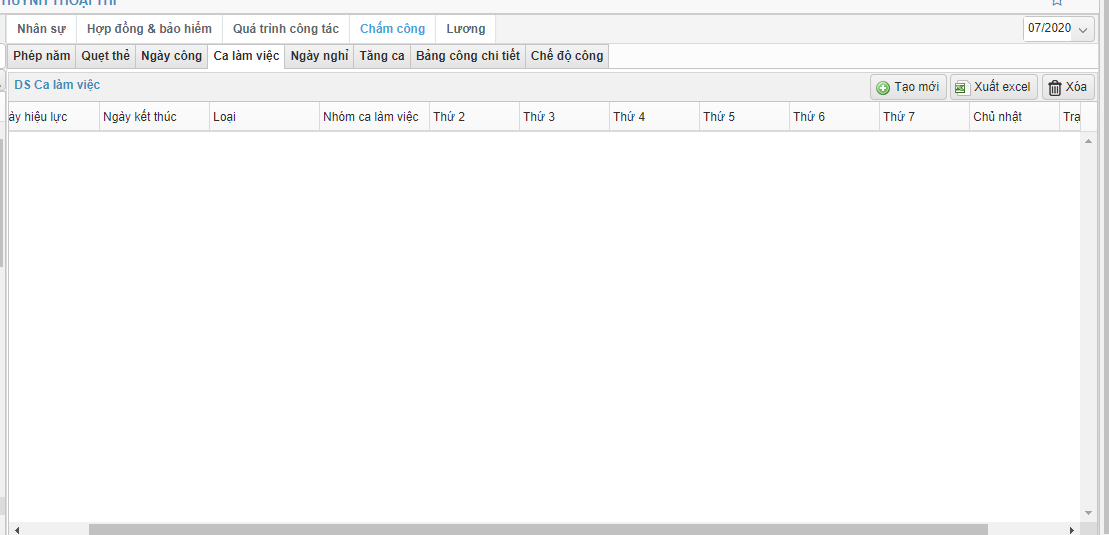 HUỲNH THOẠI THI
Nhân sự Hợp đồng & bảo hiểm Quá trình công tác Chấm công Lương 07/2020
Phép năm Quẹt thẻ Ngày công Ca làm việc Ngày nghỉ Tăng ca Bảng công chi tiết Chế độ công
DS Ca làm việc Tạo mới Xuất excel Xóa
ày hiệu lực Ngày kết thúc Loại Nhóm ca làm việc Thứ 2 Thứ 3 Thứ 4 Thứ 5 Thứ 6 Thứ 7 Chủ nhật Trạ